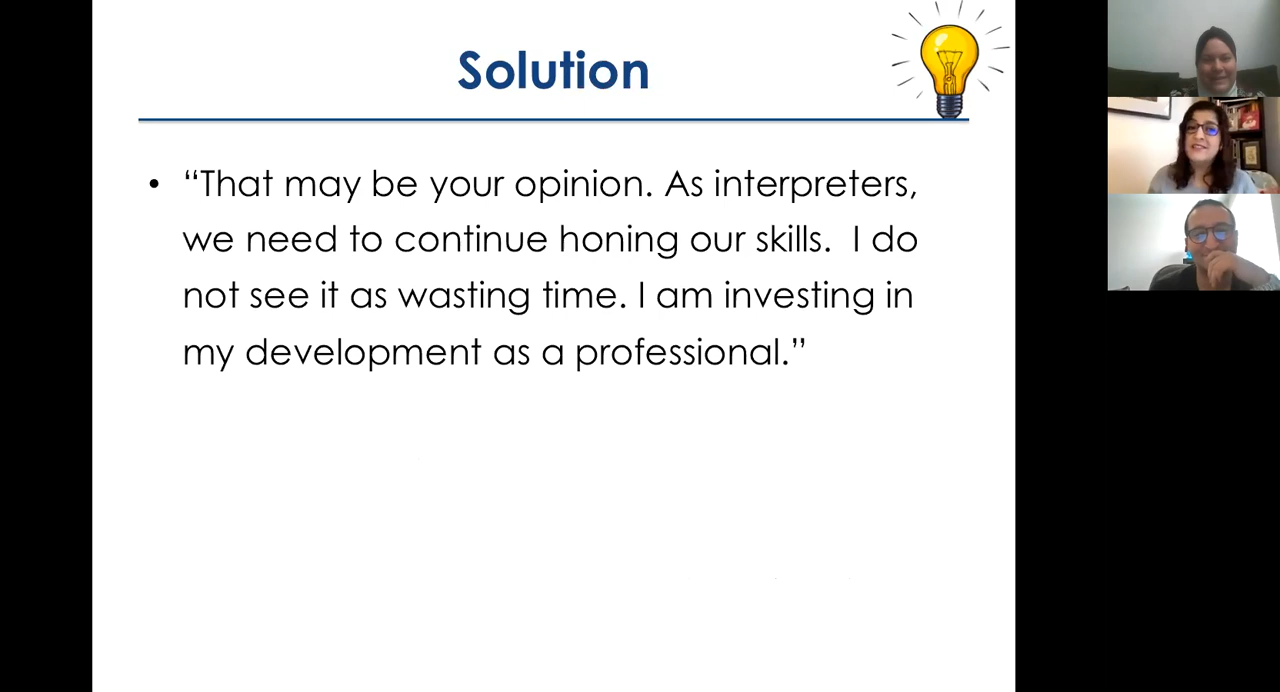 Solution
• “That may be your opinion. As interpreters,
we need to continue honing our skills.  I do
not see it as wasting time. I am investing in
my development as a professional.”